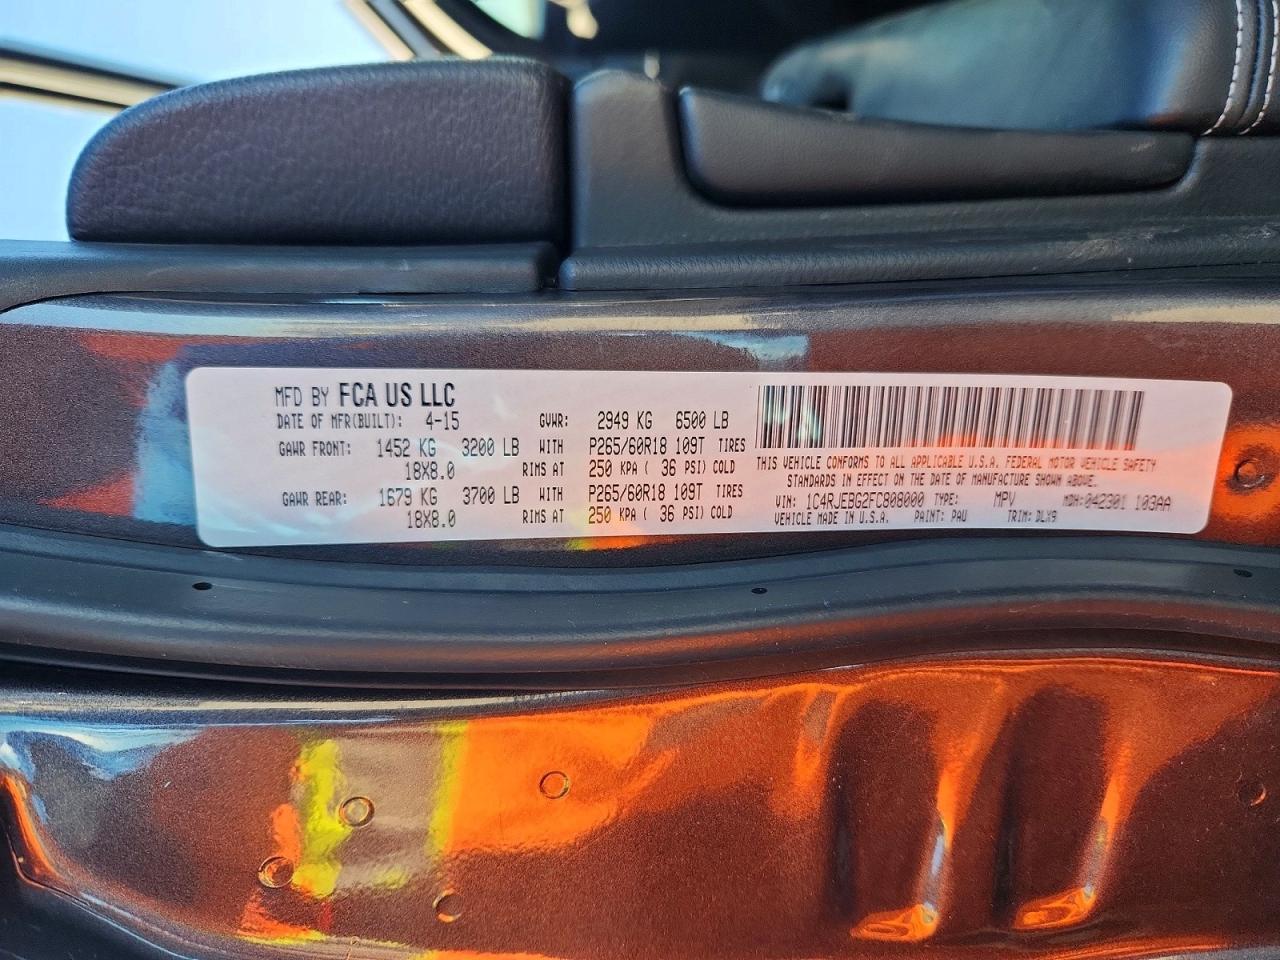 MFD BY FCA US LLC
DATE OF MFR(BUILT): 4-15 GVWR: 2949 KG 6500 LB
GAWR FRONT: 1452 KG 3200 LB WITH P265/60R18 109T TIRES
18X8.0 RIMS AT 250 KPA ( 36 PSI) COLD
GAWR REAR: 1679 KG 3700 LB WITH P265/60R18 109T TIRES
18X8.0 RIMS AT 250 KPA ( 36 PSI) COLD
THIS VEHICLE CONFORMS TO ALL APPLICABLE U.S.A. FEDERAL MOTOR VEHICLE SAFETY
STANDARDS IN EFFECT ON THE DATE OF MANUFACTURE SHOWN ABOVE.
VIN: 1C4RJEBG2FC808000 TYPE: MPV MDH:042301 103AA
VEHICLE MADE IN U.S.A. PAINT: PAU TRIM: DLX9